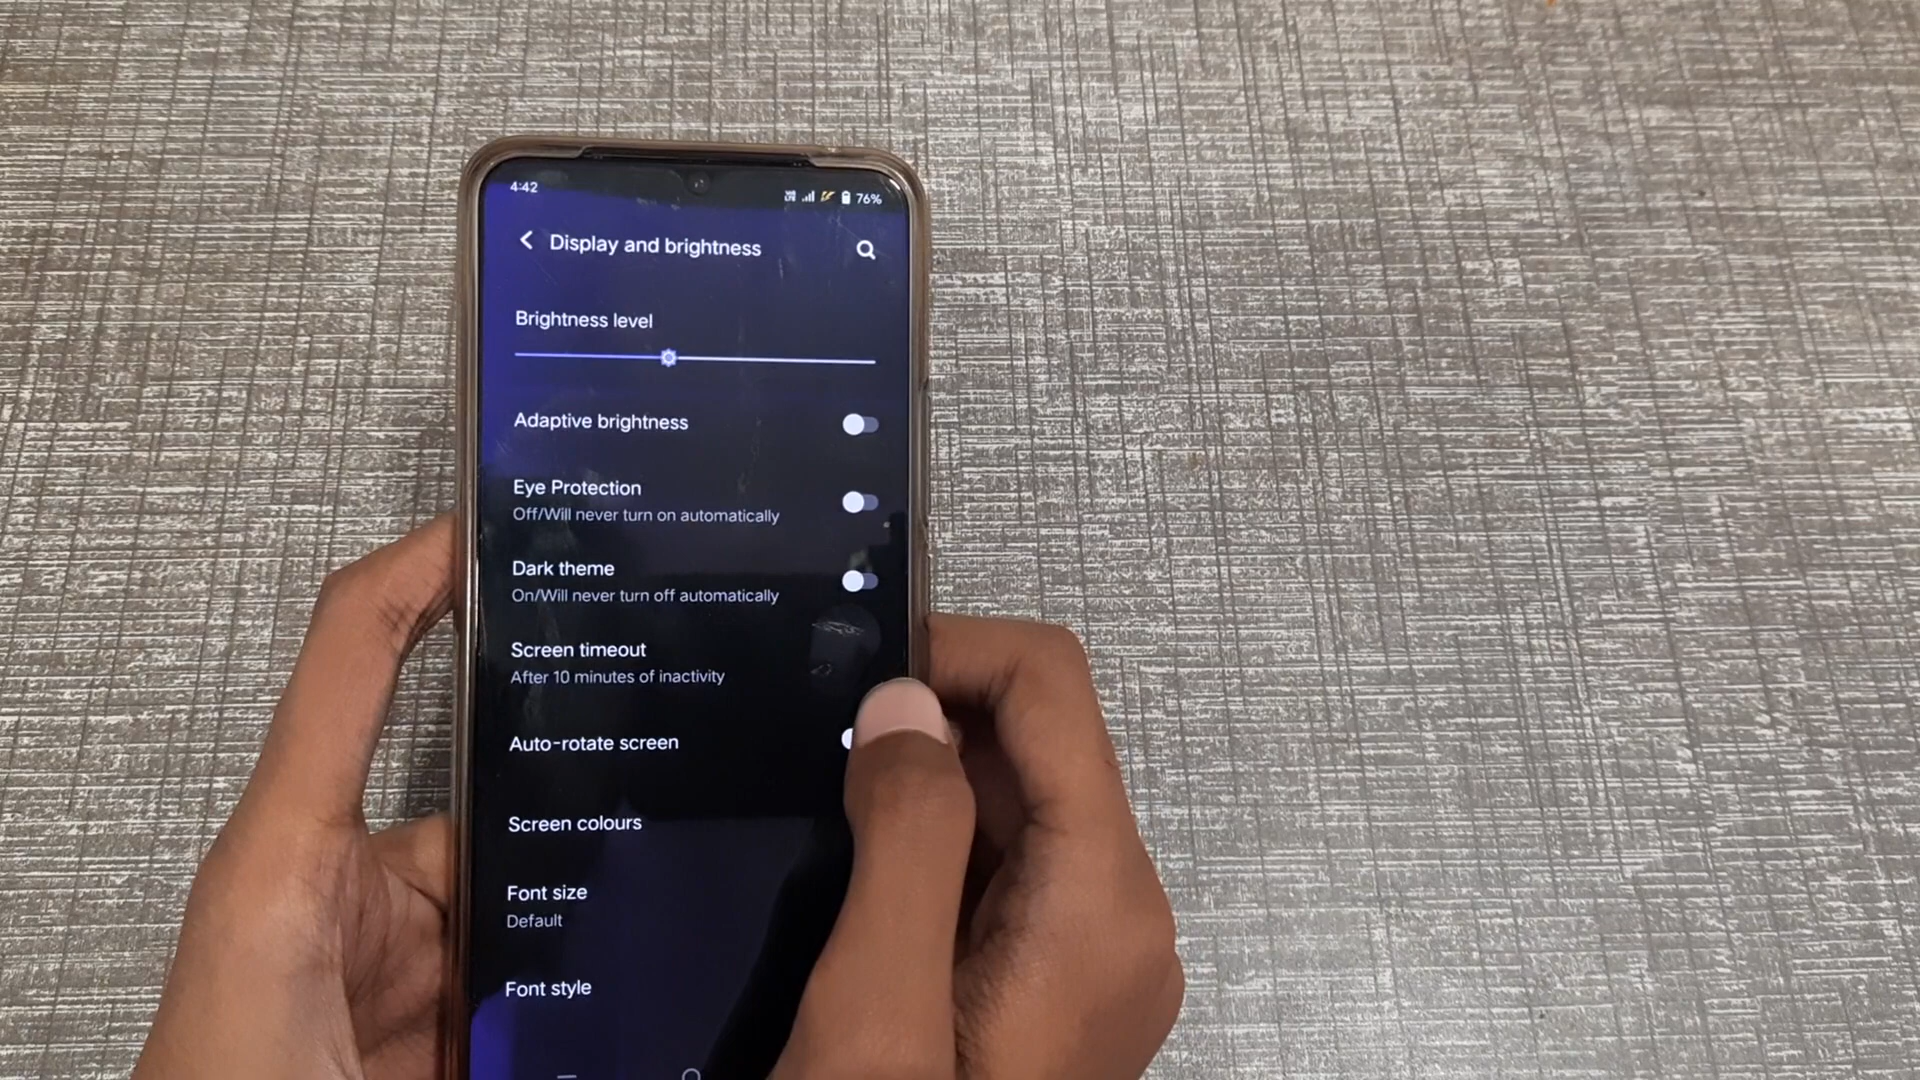 4:42
76%
Display and brightness
Brightness level
Adaptive brightness
Eye Protection
Off/Will never turn on automatically
Dark theme
On/Will never turn off automatically
Screen timeout
After 10 minutes of inactivity
Auto-rotate screen
Screen colours
Font size
Default
Font style